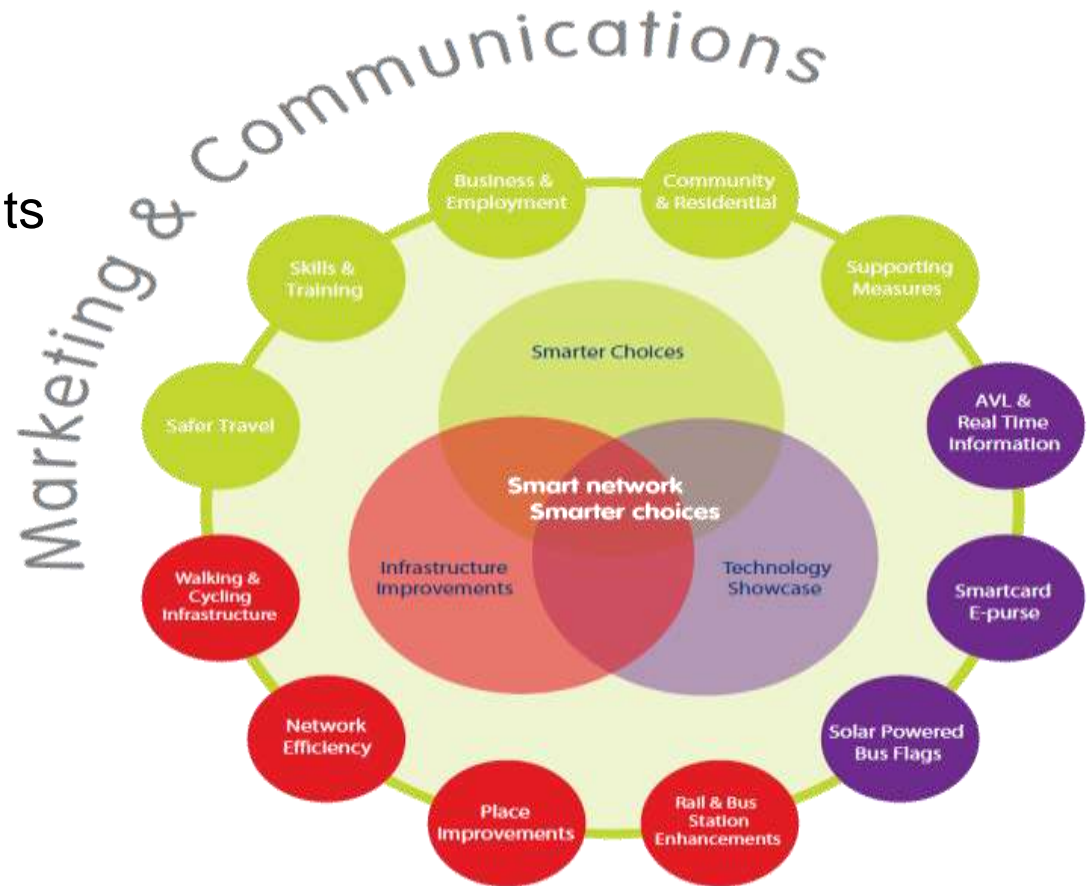 Marketing & Communications
ts
Business &
Employment
Community
& Residential
Skills &
Training
Supporting
Measures
Smarter Choices
Safer Travel
AVL &
Real Time
Information
Smart network
Smarter choices
Infrastructure
Improvements
Technology
Showcase
Walking &
Cycling
Infrastructure
Smartcard
E-purse
Network
Efficiency
Solar Powered
Bus Flags
Place
Improvements
Rail & Bus
Station
Enhancements